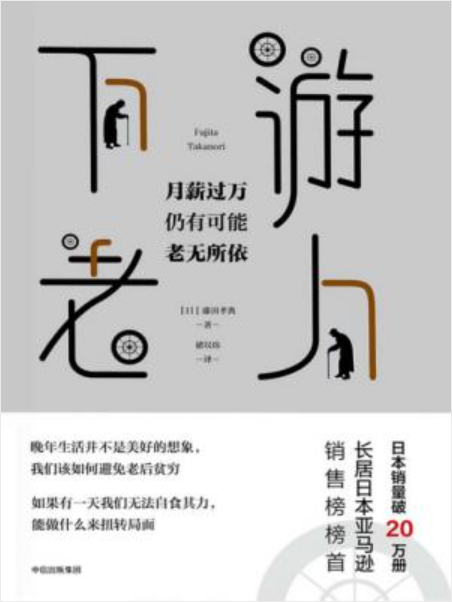 下游
老人
Fujita
Takanori
月薪过万
仍有可能
老无所依
［日］藤田孝典
—著—
褚以炜
—译—
晚年生活并不是美好的想象，
我们该如何避免老后贫穷
如果有一天我们无法自食其力，
能做什么来扭转局面
日本销量破20万册
长居日本亚马逊
销售榜榜首
中信出版集团